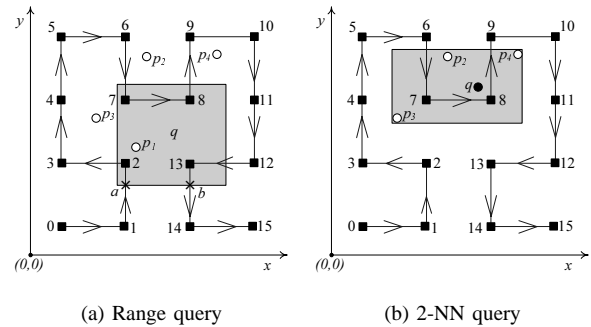 y
5 6 9 10
p2 p4
4 7 8 11
p3 q
p1
3 2 13 12
a b
0 1 14 15
(0,0) x
(a) Range query
y
5 6 9 10
p2 p4
q
4 7 8 11
p3
3 2 13 12
0 1 14 15
(0,0) x
(b) 2-NN query